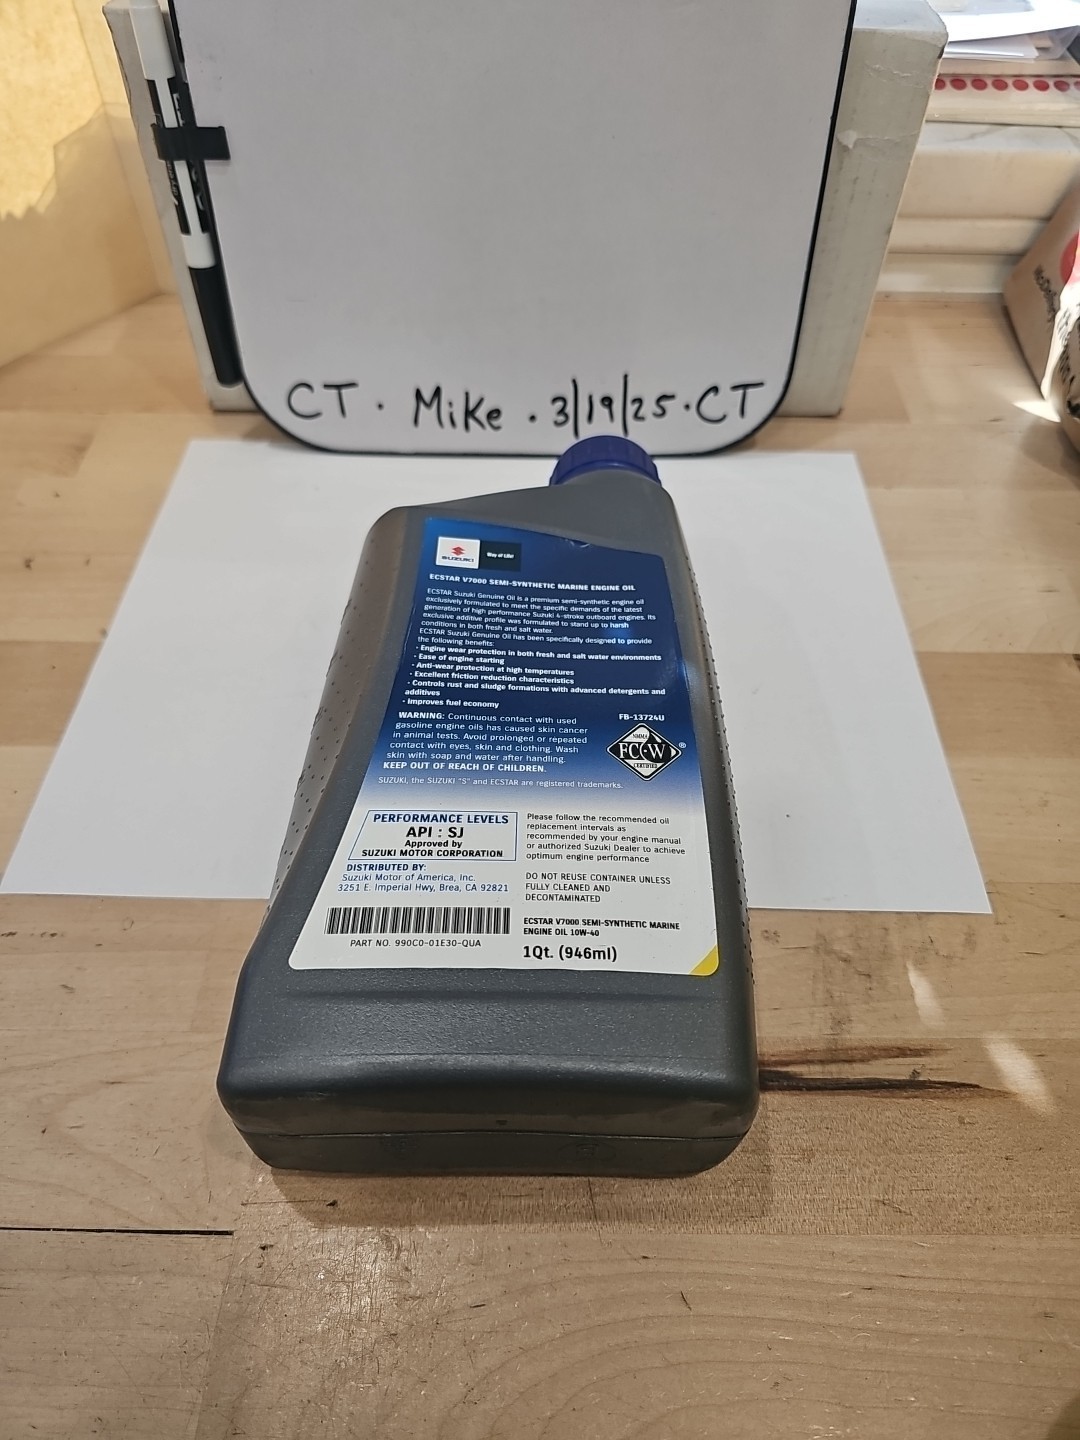 CT · Mike · 3/19/25 · CT
SUZUKI
Way of Life!
ECSTAR V7000 SEMI-SYNTHETIC MARINE ENGINE OIL
ECSTAR Suzuki Genuine Oil is a premium semi-synthetic engine oil
exclusively formulated to meet the specific demands of the latest
generation of high performance Suzuki 4-stroke outboard engines. Its
exclusive additive profile was formulated to stand up to harsh
conditions in both fresh and salt water.
ECSTAR Suzuki Genuine Oil has been specifically designed to provide
the following benefits:
· Engine wear protection in both fresh and salt water environments
· Ease of engine starting
· Anti-wear protection at high temperatures
· Excellent friction reduction characteristics
· Controls rust and sludge formations with advanced detergents and
additives
· Improves fuel economy
WARNING: Continuous contact with used
gasoline engine oils has caused skin cancer
in animal tests. Avoid prolonged or repeated
contact with eyes, skin and clothing. Wash
skin with soap and water after handling.
KEEP OUT OF REACH OF CHILDREN.
FB-13724U
NMMA
FC-W
CERTIFIED
®
SUZUKI, the SUZUKI "S" and ECSTAR are registered trademarks.
PERFORMANCE LEVELS
API : SJ
Approved by
SUZUKI MOTOR CORPORATION
DISTRIBUTED BY:
Suzuki Motor of America, Inc.
3251 E. Imperial Hwy, Brea, CA 92821
PART NO. 990C0-01E30-QUA
Please follow the recommended oil
replacement intervals as
recommended by your engine manual
or authorized Suzuki Dealer to achieve
optimum engine performance
DO NOT REUSE CONTAINER UNLESS
FULLY CLEANED AND
DECONTAMINATED
ECSTAR V7000 SEMI-SYNTHETIC MARINE
ENGINE OIL 10W-40
1Qt. (946ml)